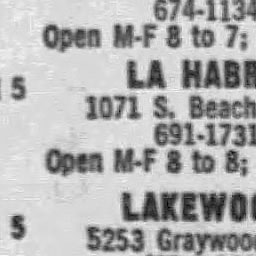 674-1134
Open M-F 8 to 7;
LA HABR
5
1071 S. Beach
691-1731
Open M-F 8 to 8;
LAKEWOO
5
5253 Graywoo